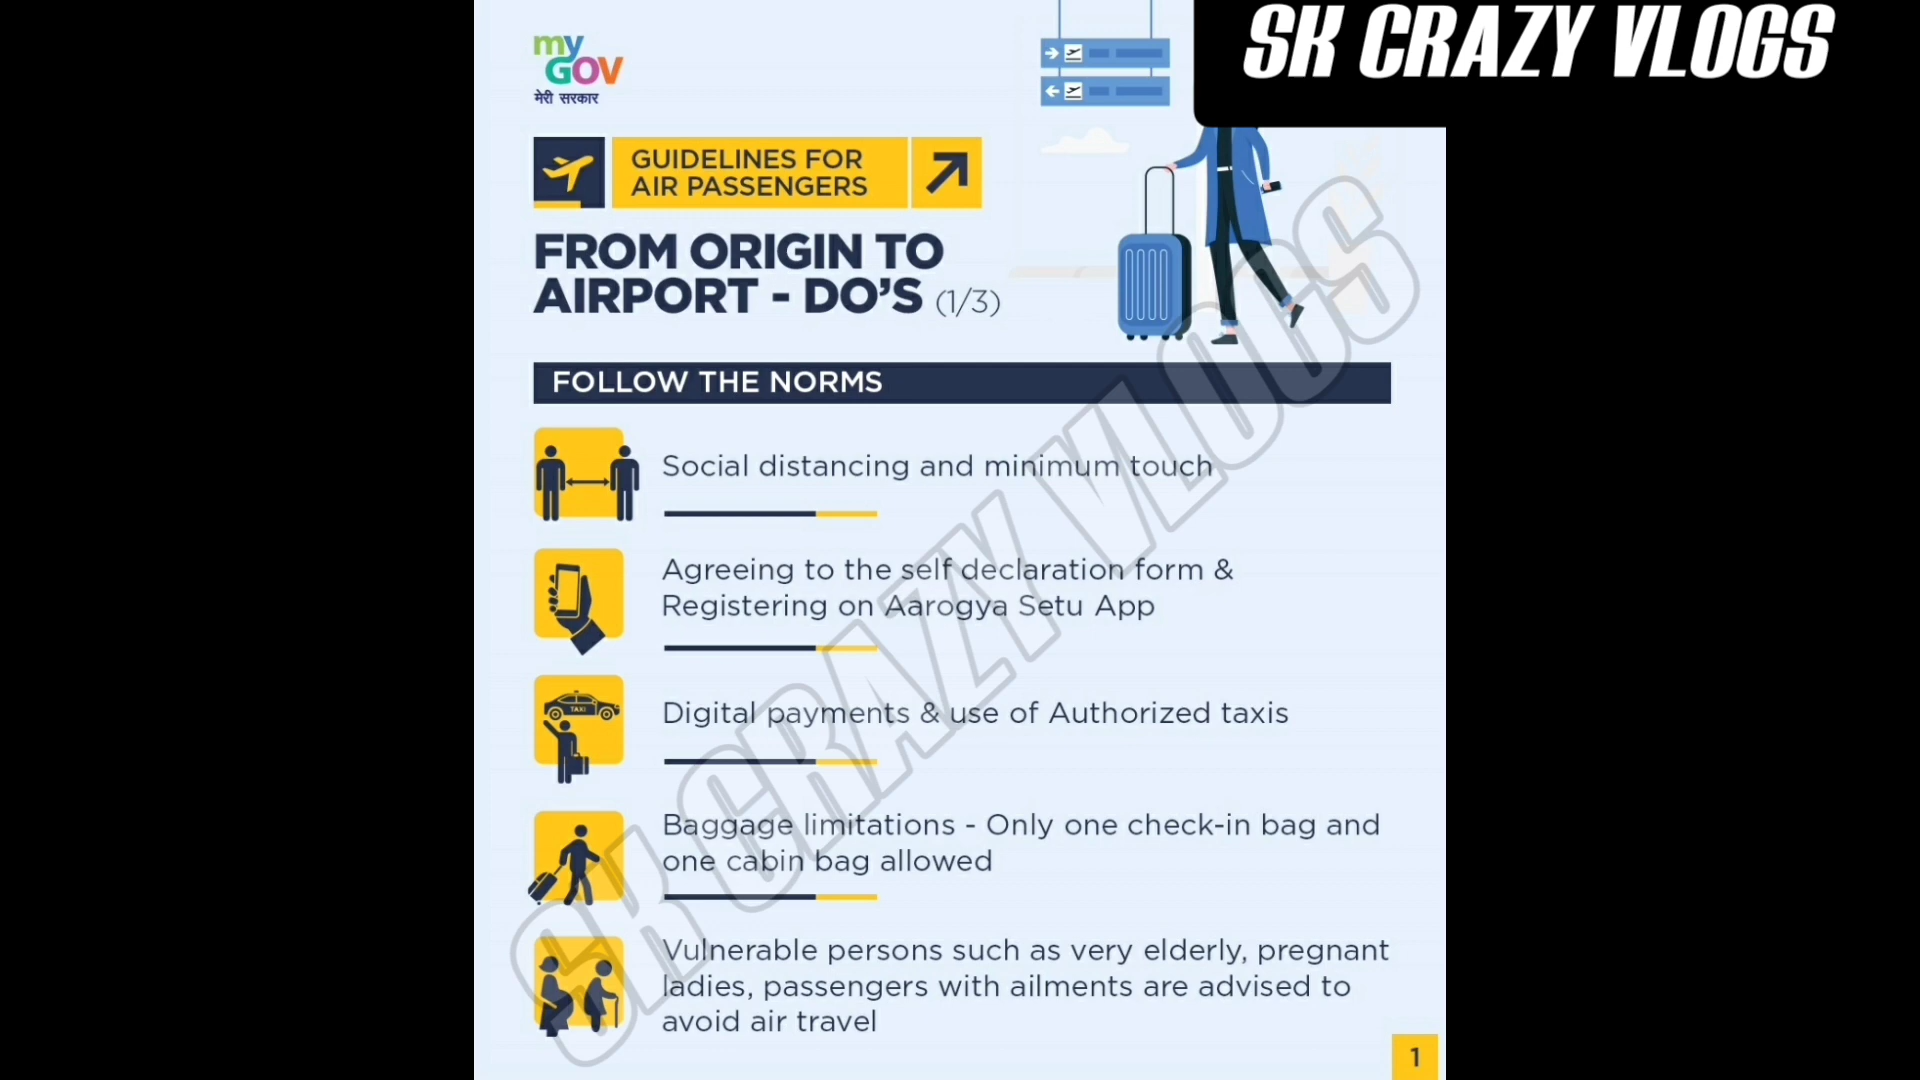 my
GOV
मेरी सरकार
SK CRAZY VLOGS
GUIDELINES FOR
AIR PASSENGERS
FROM ORIGIN TO
AIRPORT - DO'S (1/3)
FOLLOW THE NORMS
Social distancing and minimum touch
Agreeing to the self declaration form &
Registering on Aarogya Setu App
TAXI
Digital payments & use of Authorized taxis
Baggage limitations - Only one check-in bag and
one cabin bag allowed
Vulnerable persons such as very elderly, pregnant
ladies, passengers with ailments are advised to
avoid air travel
1
SK CRAZY VLOGS